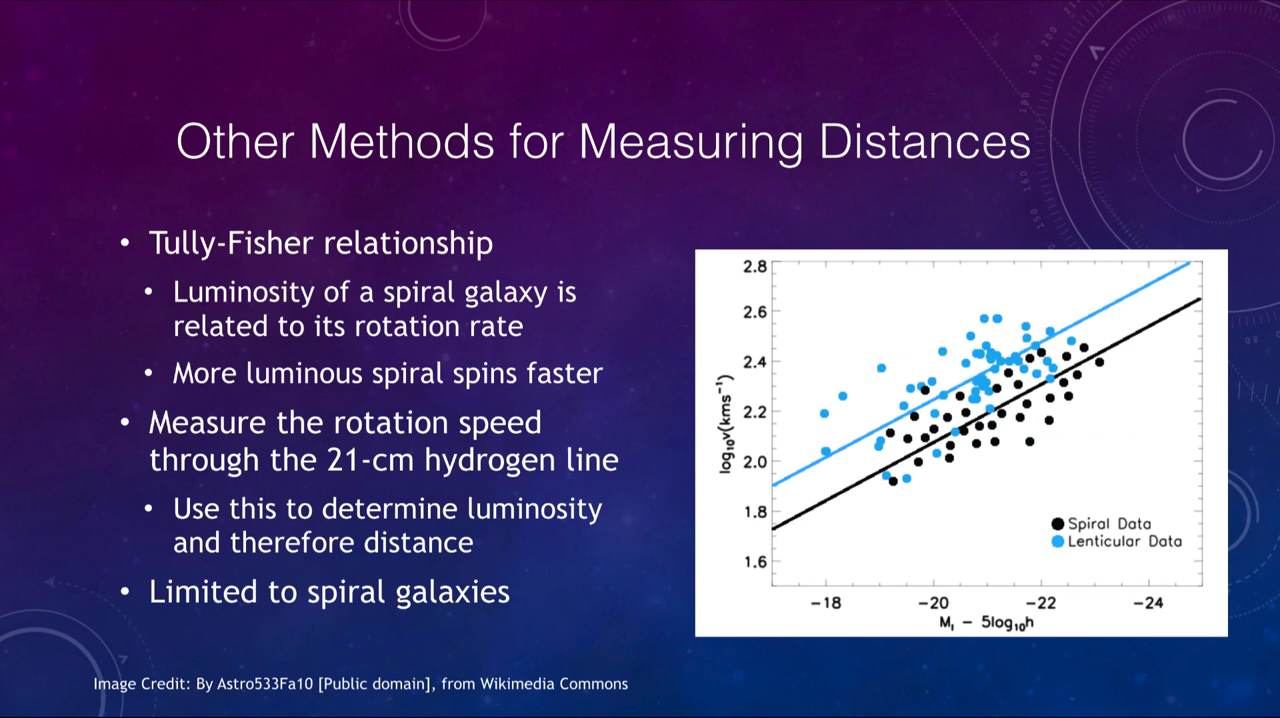 Other Methods for Measuring Distances
• Tully-Fisher relationship
• Luminosity of a spiral galaxy is
related to its rotation rate
• More luminous spiral spins faster
• Measure the rotation speed
through the 21-cm hydrogen line
• Use this to determine luminosity
and therefore distance
• Limited to spiral galaxies
2.8
2.6
2.4
2.2
2.0
1.8
1.6
log₁₀v(kms⁻¹)
Spiral Data
Lenticular Data
−18 −20 −22 −24
M_I − 5log₁₀h
Image Credit: By Astro533Fa10 [Public domain], from Wikimedia Commons